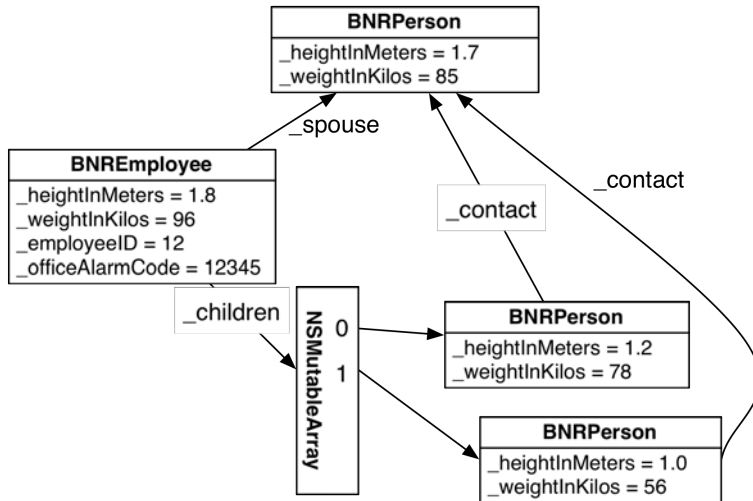 BNRPerson
_heightInMeters = 1.7
_weightInKilos = 85
_spouse
BNREmployee
_heightInMeters = 1.8
_weightInKilos = 96
_employeeID = 12
_officeAlarmCode = 12345
_contact
_contact
_children
NSMutableArray
0
1
BNRPerson
_heightInMeters = 1.2
_weightInKilos = 78
BNRPerson
_heightInMeters = 1.0
_weightInKilos = 56